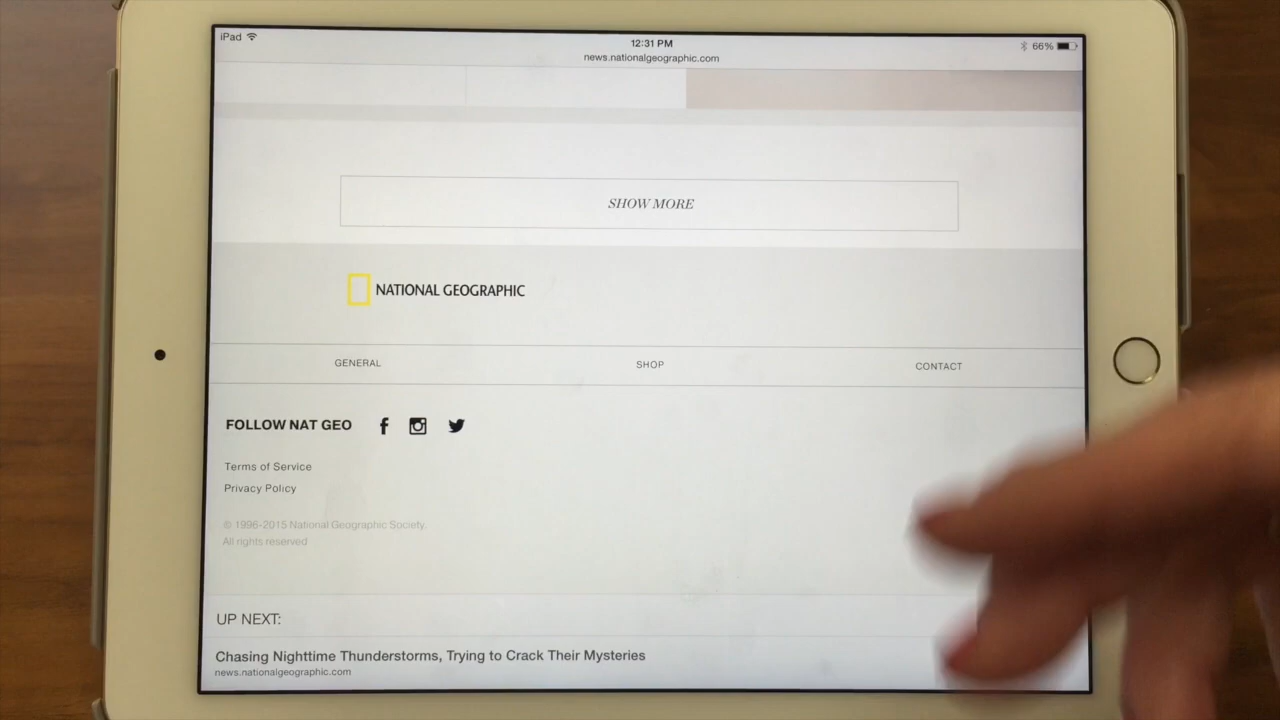 iPad
12:31 PM
66%
news.nationalgeographic.com
SHOW MORE
NATIONAL GEOGRAPHIC
GENERAL SHOP CONTACT
FOLLOW NAT GEO
Terms of Service
Privacy Policy
© 1996-2015 National Geographic Society.
All rights reserved
UP NEXT:
Chasing Nighttime Thunderstorms, Trying to Crack Their Mysteries
news.nationalgeographic.com